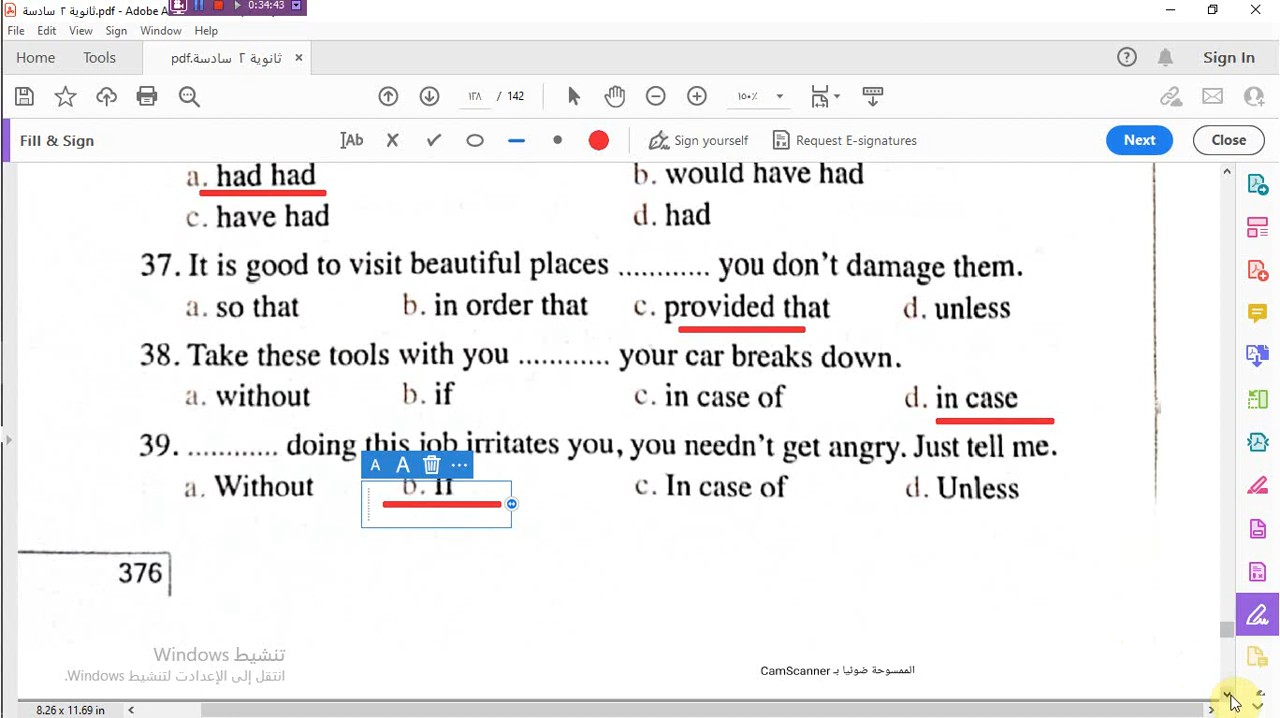 ثانوية ٢ سادسة.pdf - Adobe A
0:34:43
File Edit View Sign Window Help
Home Tools ثانوية ٢ سادسة.pdf × Sign In
١٢٨ / 142 ١٥٠٪
Fill & Sign Ab Sign yourself Request E-signatures Next Close
a. had had b. would have had
c. have had d. had
37. It is good to visit beautiful places ............ you don't damage them.
a. so that b. in order that c. provided that d. unless
38. Take these tools with you ............ your car breaks down.
a. without b. if c. in case of d. in case
39. ............ doing this job irritates you, you needn't get angry. Just tell me.
A A ...
a. Without b. If c. In case of d. Unless
376
تنشيط Windows
انتقل إلى الإعدادت لتنشيط Windows.
الممسوحة ضوئيا بـ CamScanner
8.26 x 11.69 in